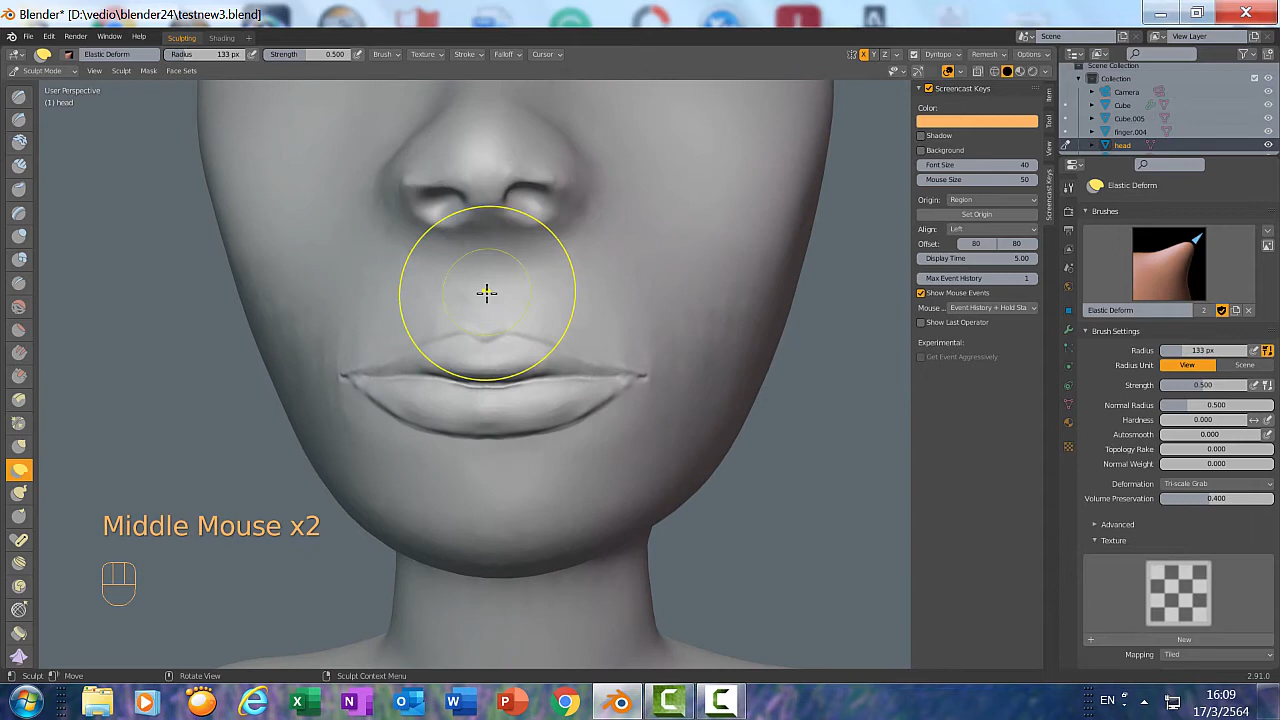 Blender* [D:\vedio\blender24\testnew3.blend]
File Edit Render Window Help Sculpting Shading Scene View Layer
Elastic Deform Radius 133 px Strength 0.500 Brush Texture Stroke Falloff Cursor X Y Z Dyntopo Remesh Options
Sculpt Mode View Sculpt Mask Face Sets
User Perspective
(1) head
Screencast Keys
Color:
Shadow
Background
Font Size 40
Mouse Size 50
Origin: Region
Set Origin
Align: Left
Offset: 80 80
Display Time 5.00
Max Event History 1
Show Mouse Events
Mouse .. Event History + Hold Sta
Show Last Operator
Experimental:
Get Event Aggressively
Item
Tool
View
Screencast Keys
Scene Collection
Collection
Camera
Cube
Cube.005
finger.004
head
Elastic Deform
Brushes
Elastic Deform 2
Brush Settings
Radius 133 px
Radius Unit View Scene
Strength 0.500
Normal Radius 0.500
Hardness 0.000
Autosmooth 0.000
Topology Rake 0.000
Normal Weight 0.000
Deformation Tri-scale Grab
Volume Preservation 0.400
Advanced
Texture
New
Mapping Tiled
Middle Mouse x2
Sculpt Move Rotate View Sculpt Context Menu 2.91.0
EN 16:09
17/3/2564